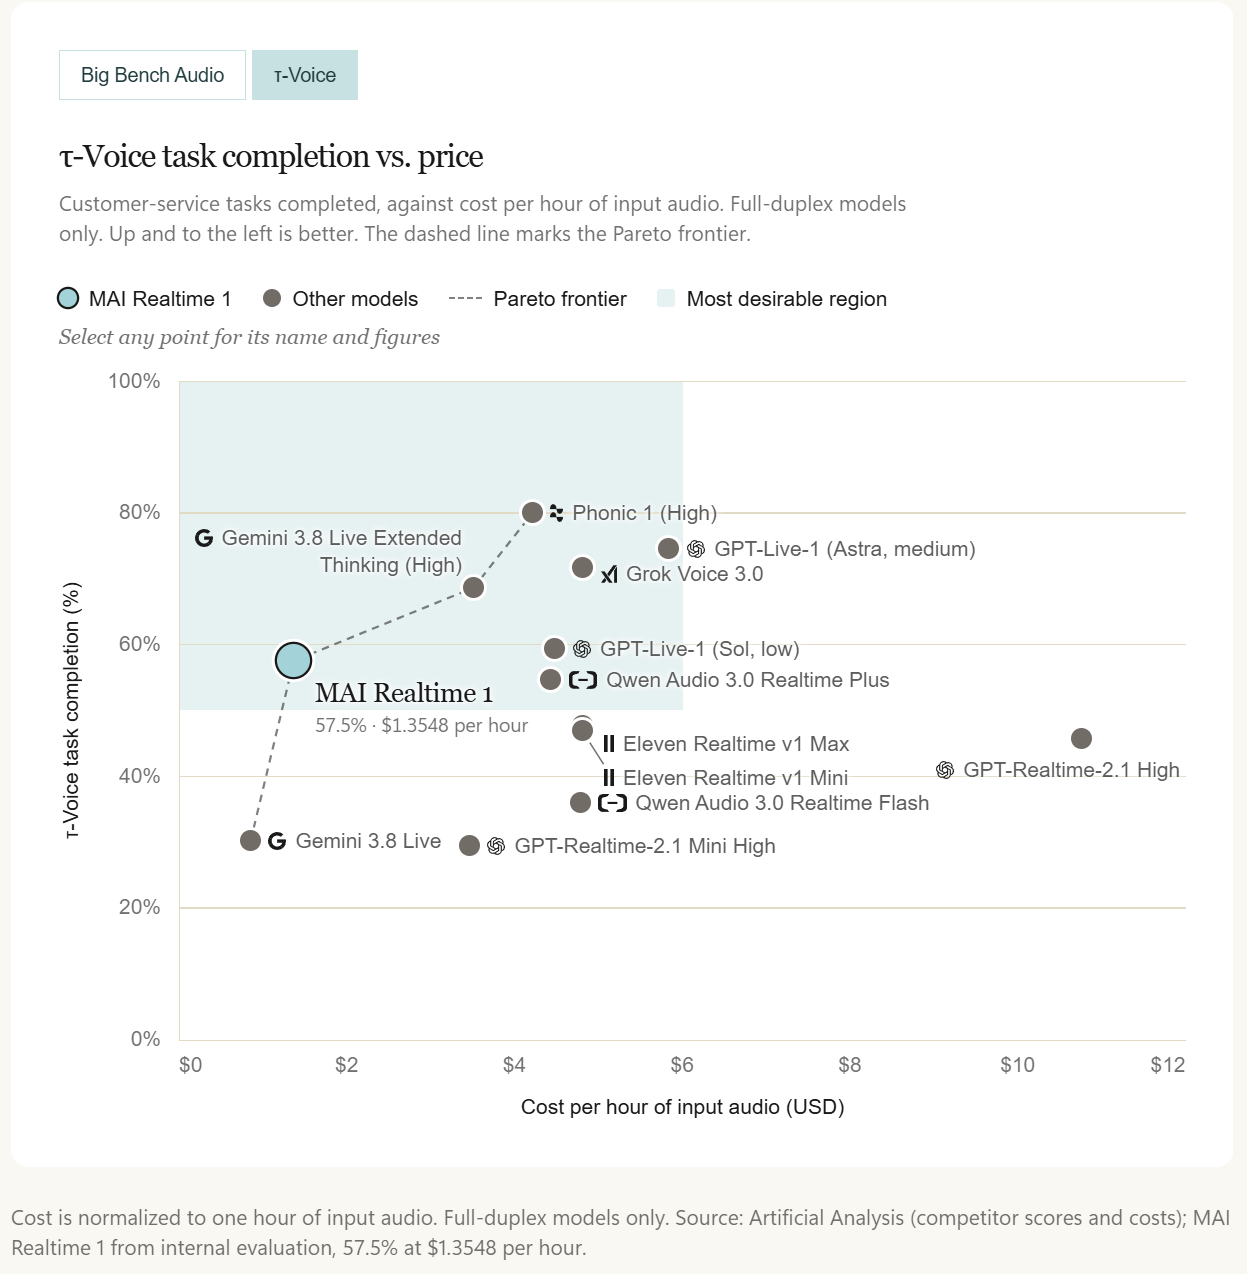 Big Bench Audio
τ-Voice
τ-Voice task completion vs. price
Customer-service tasks completed, against cost per hour of input audio. Full-duplex models
only. Up and to the left is better. The dashed line marks the Pareto frontier.
MAI Realtime 1
Other models
Pareto frontier
Most desirable region
Select any point for its name and figures
τ-Voice task completion (%)
100%
80%
60%
40%
20%
0%
Phonic 1 (High)
Gemini 3.8 Live Extended
Thinking (High)
GPT-Live-1 (Astra, medium)
Grok Voice 3.0
GPT-Live-1 (Sol, low)
Qwen Audio 3.0 Realtime Plus
MAI Realtime 1
57.5% · $1.3548 per hour
Eleven Realtime v1 Max
Eleven Realtime v1 Mini
GPT-Realtime-2.1 High
Qwen Audio 3.0 Realtime Flash
Gemini 3.8 Live
GPT-Realtime-2.1 Mini High
$0
$2
$4
$6
$8
$10
$12
Cost per hour of input audio (USD)
Cost is normalized to one hour of input audio. Full-duplex models only. Source: Artificial Analysis (competitor scores and costs); MAI
Realtime 1 from internal evaluation, 57.5% at $1.3548 per hour.